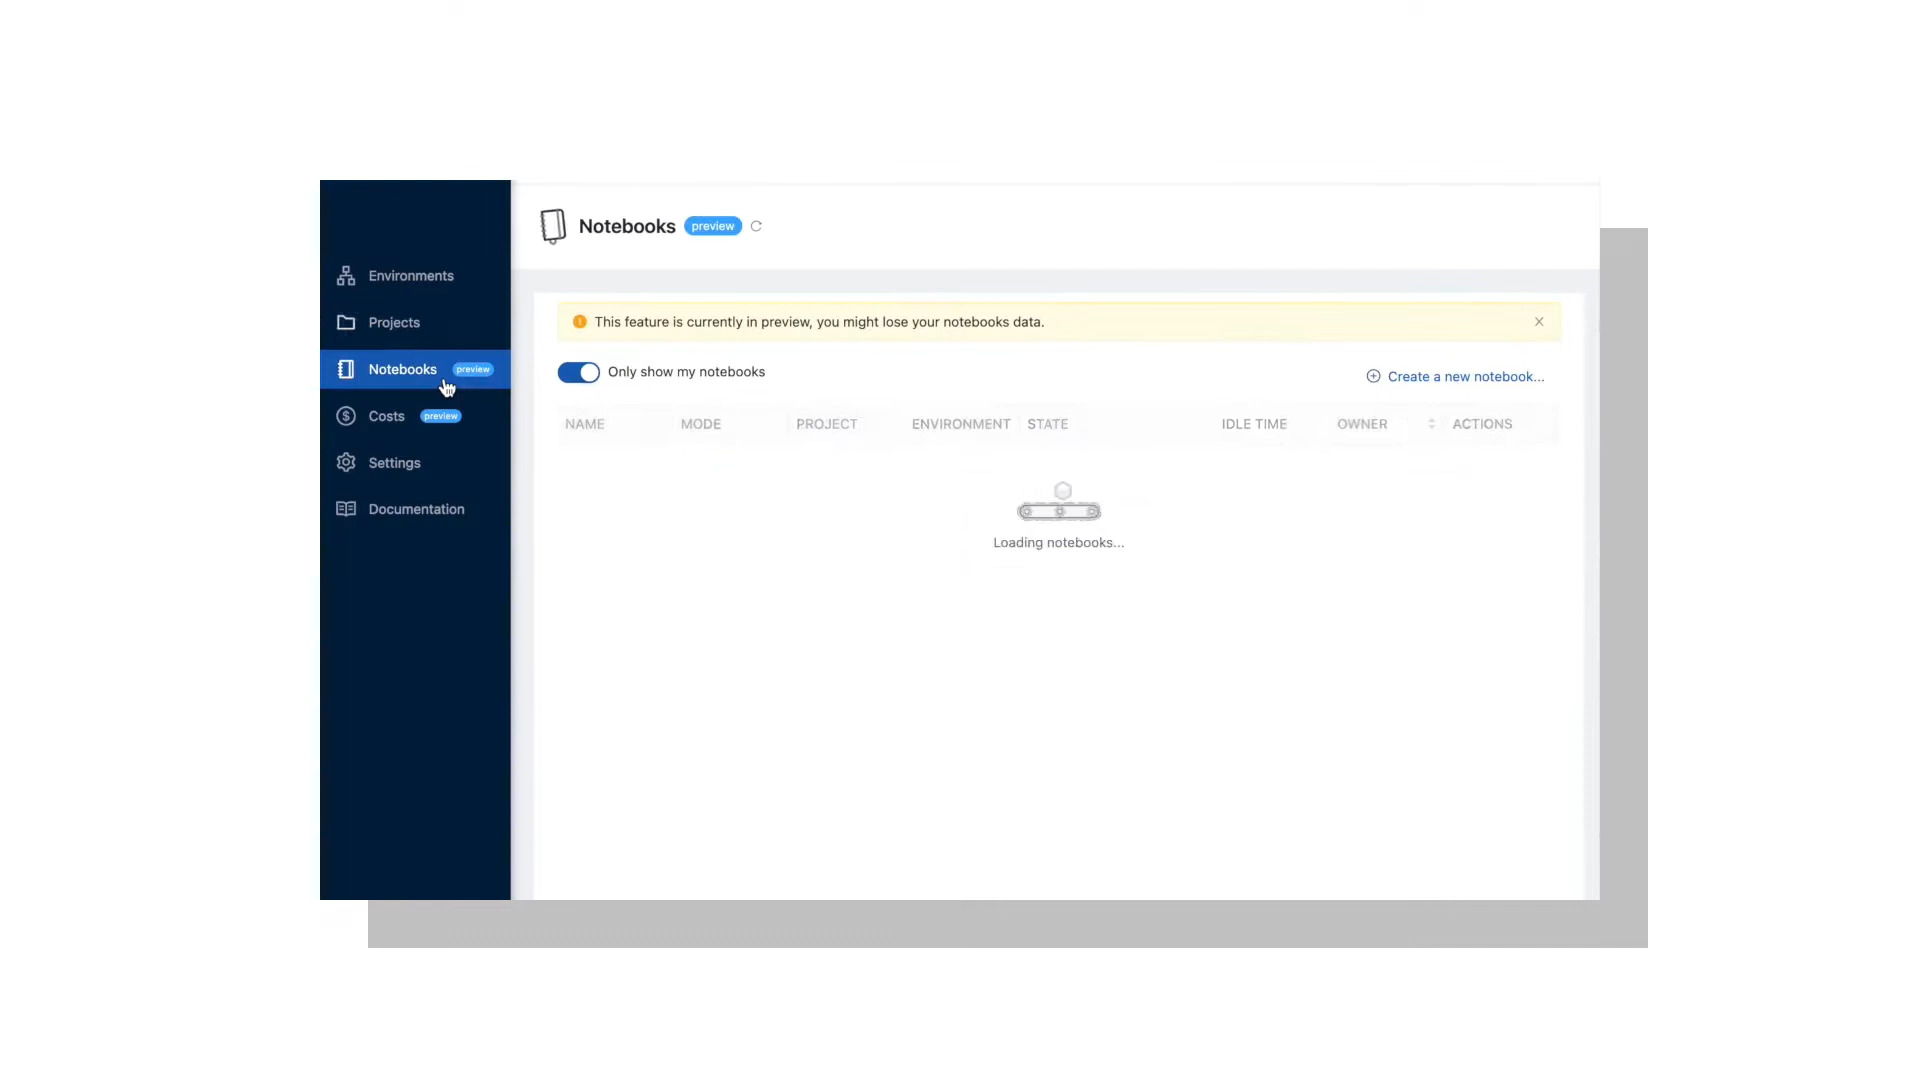 Notebooks preview
Environments
Projects
Notebooks preview
Costs preview
Settings
Documentation
This feature is currently in preview, you might lose your notebooks data.
Only show my notebooks
Create a new notebook...
NAME MODE PROJECT ENVIRONMENT STATE IDLE TIME OWNER ACTIONS
Loading notebooks...